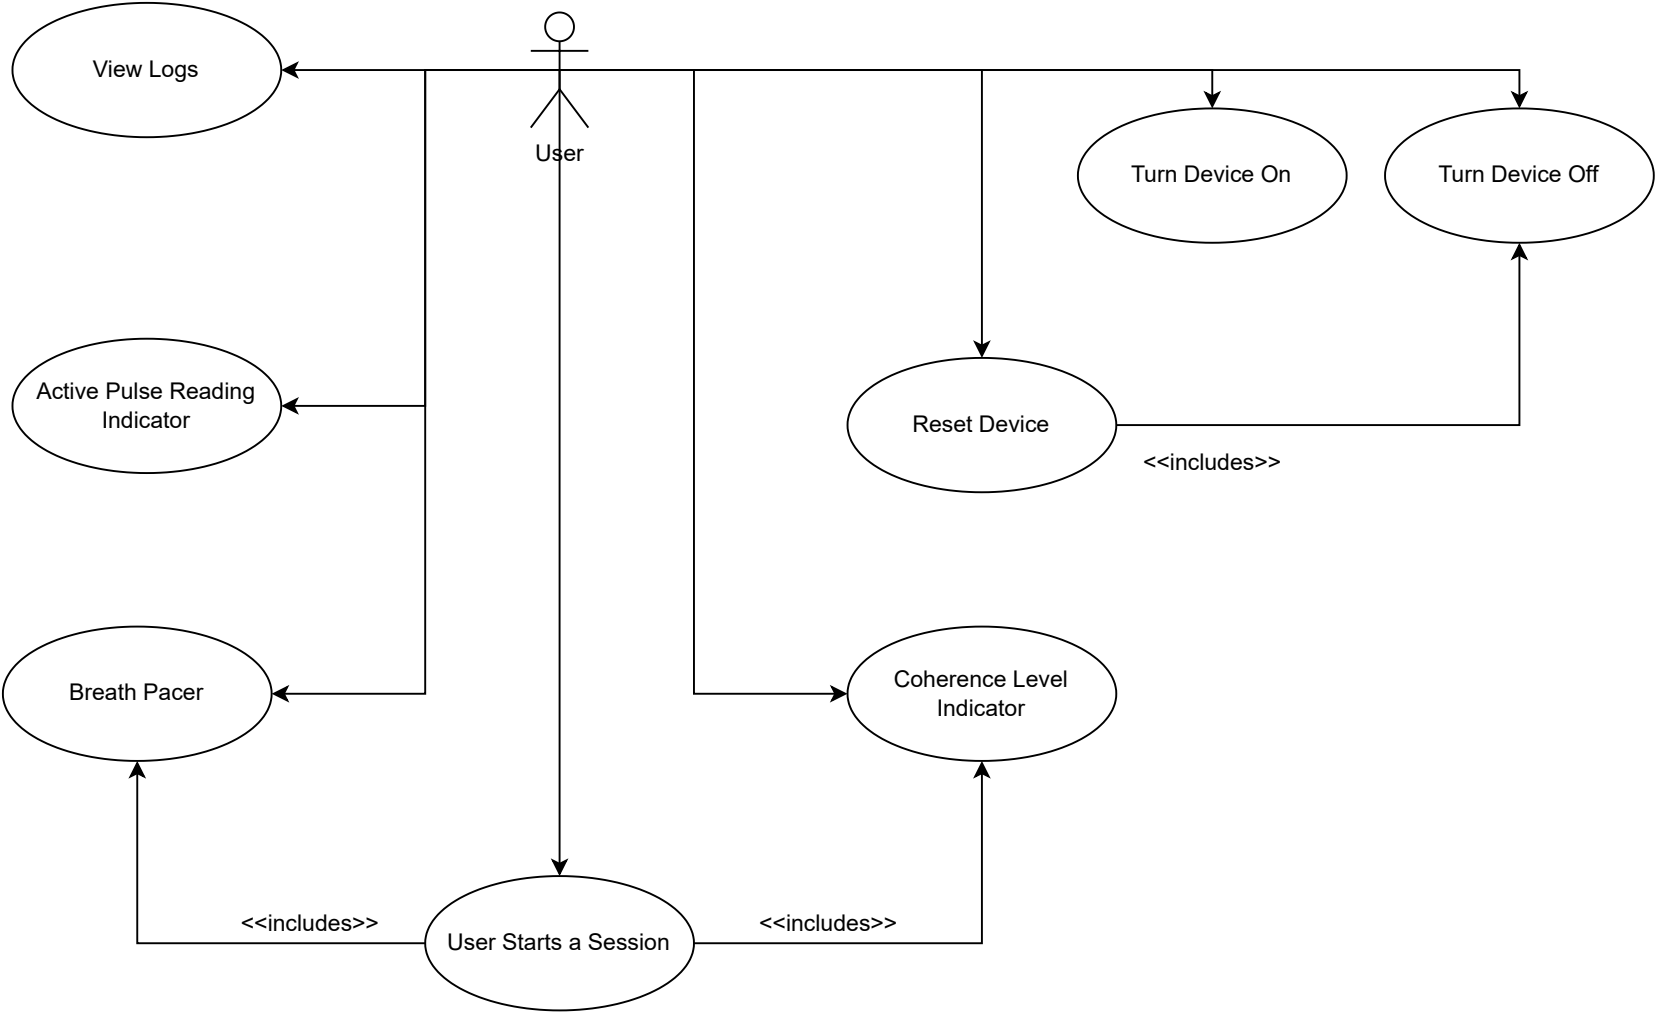 View Logs
User
Turn Device On
Turn Device Off
Active Pulse Reading
Indicator
Reset Device
<<includes>>
Breath Pacer
Coherence Level
Indicator
<<includes>>
<<includes>>
User Starts a Session